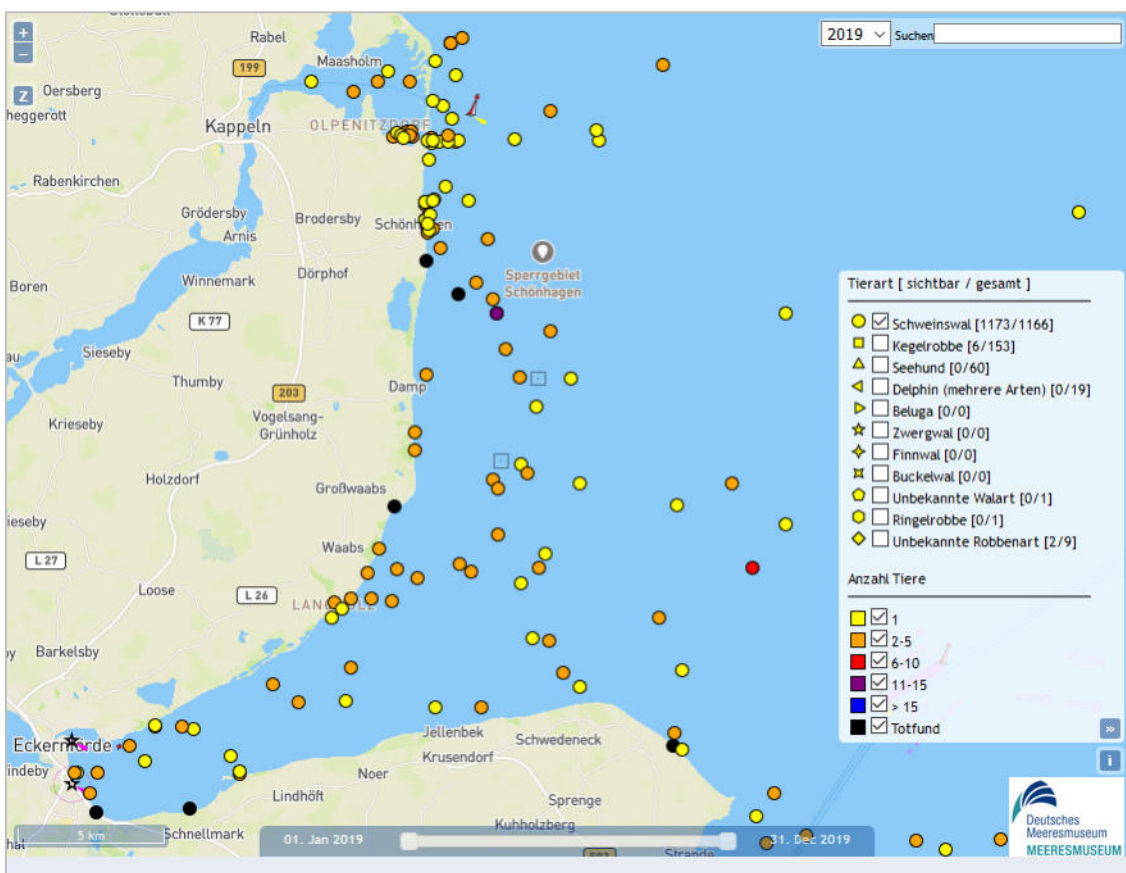 Rabel
2019
Suchen
+
−
Maasholm
199
Z
Oersberg
heggerott
Kappeln
OLPENITZDORF
Rabenkirchen
Grödersby
Arnis
Brodersby
Schönhagen
Sperrgebiet
Schönhagen
Boren
Winnemark
Dörphof
K 77
Sieseby
Thumby
203
Damp
Vogelsang-
Grünholz
Krieseby
Holzdorf
Großwaabs
ieseby
Waabs
L 27
Loose
L 26
LANGHOLZ
Barkelsby
Eckernförde
indeby
Jellenbek
Krusendorf
Schwedeneck
Noer
Lindhöft
Sprenge
Kuhholzberg
Schnellmark
Strande
5 km
01. Jan 2019
31. Dec 2019
Tierart [ sichtbar / gesamt ]
Schweinswal [1173/1166]
Kegelrobbe [6/153]
Seehund [0/60]
Delphin (mehrere Arten) [0/19]
Beluga [0/0]
Zwergwal [0/0]
Finnwal [0/0]
Buckelwal [0/0]
Unbekannte Walart [0/1]
Ringelrobbe [0/1]
Unbekannte Robbenart [2/9]
Anzahl Tiere
1
2-5
6-10
11-15
> 15
Totfund
»
i
Deutsches
Meeresmuseum
MEERESMUSEUM